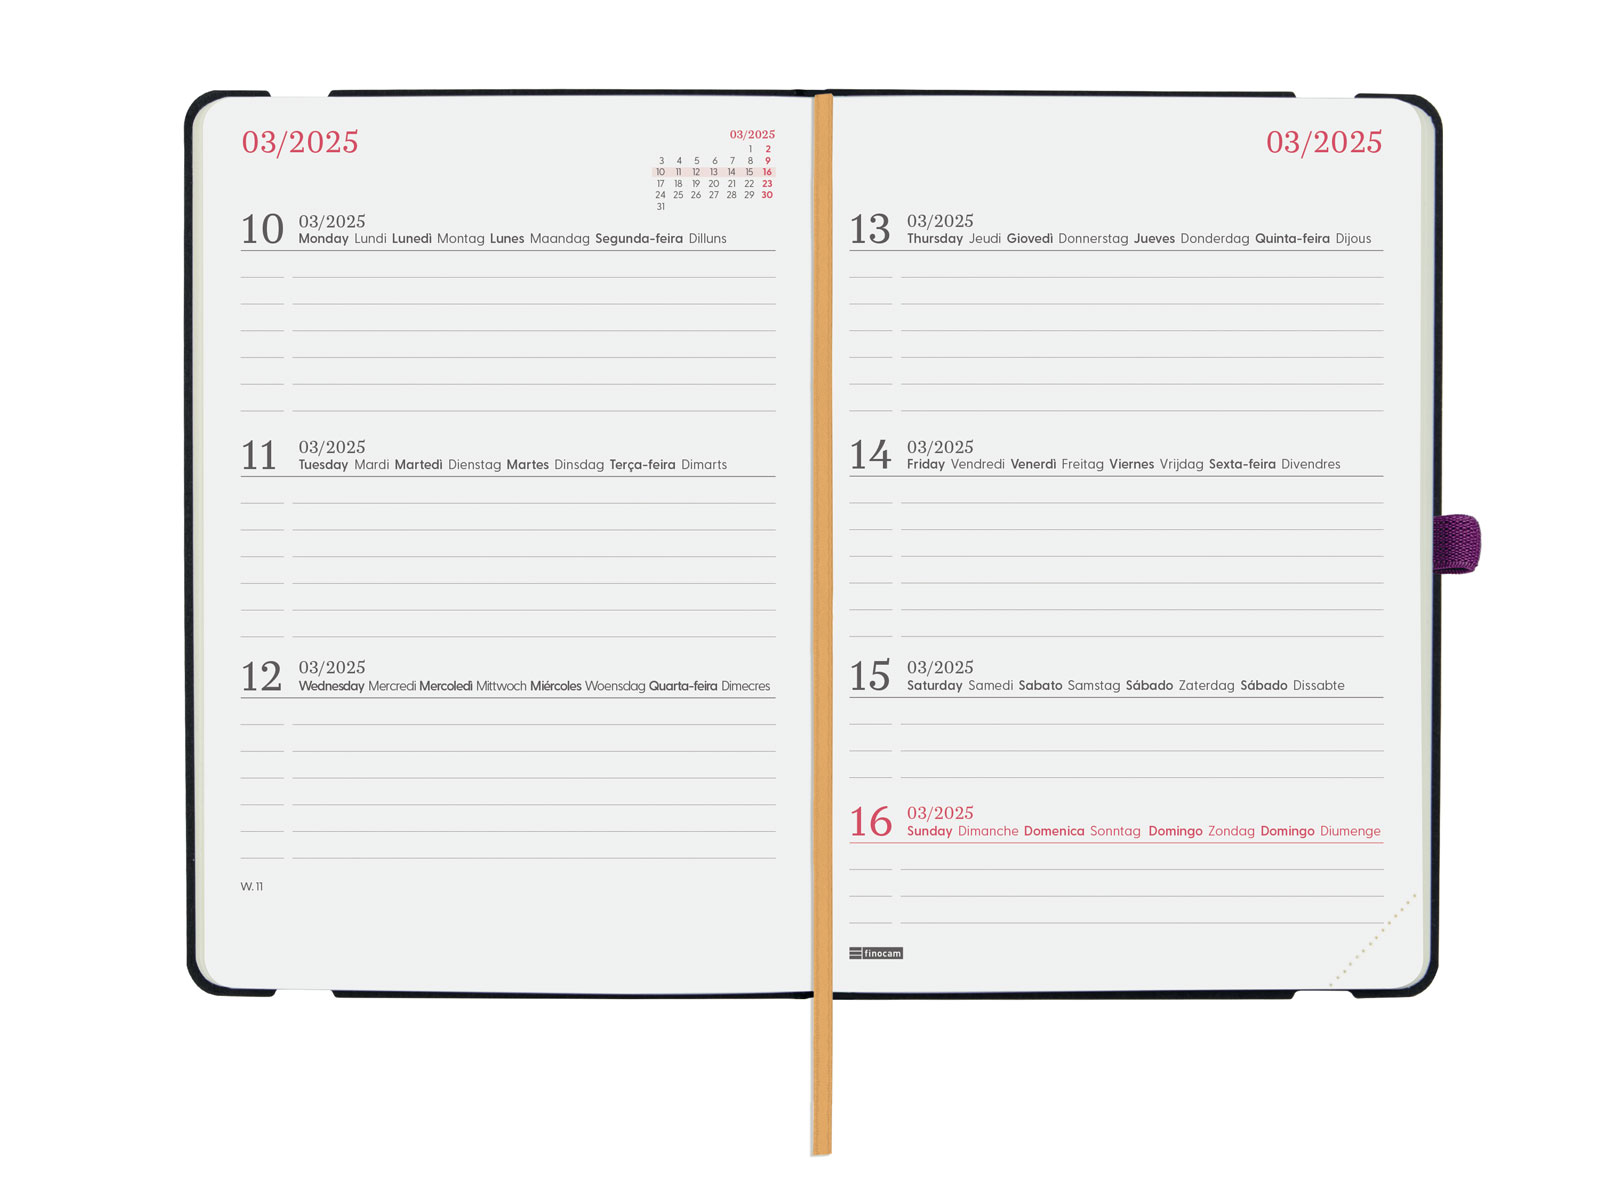 03/2025
03/2025
1 2
3 4 5 6 7 8 9
10 11 12 13 14 15 16
17 18 19 20 21 22 23
24 25 26 27 28 29 30
31
10 03/2025
Monday Lundi Lunedì Montag Lunes Maandag Segunda-feira Dilluns
11 03/2025
Tuesday Mardi Martedì Dienstag Martes Dinsdag Terça-feira Dimarts
12 03/2025
Wednesday Mercredi Mercoledì Mittwoch Miércoles Woensdag Quarta-feira Dimecres
W. 11
03/2025
13 03/2025
Thursday Jeudi Giovedì Donnerstag Jueves Donderdag Quinta-feira Dijous
14 03/2025
Friday Vendredi Venerdì Freitag Viernes Vrijdag Sexta-feira Divendres
15 03/2025
Saturday Samedi Sabato Samstag Sábado Zaterdag Sábado Dissabte
16 03/2025
Sunday Dimanche Domenica Sonntag Domingo Zondag Domingo Diumenge
finocam